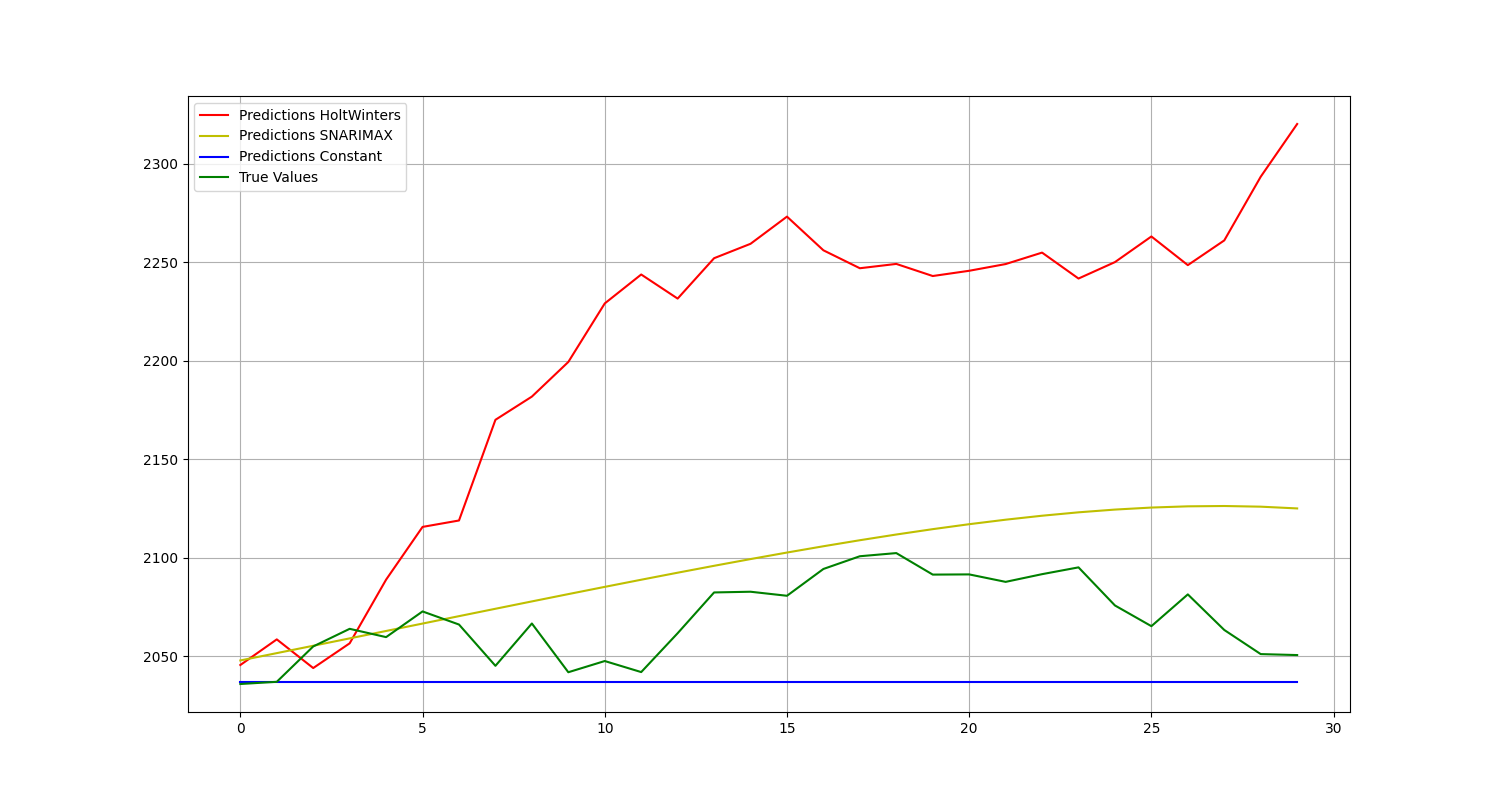 Predictions HoltWinters
Predictions SNARIMAX
Predictions Constant
True Values
2300
2250
2200
2150
2100
2050
0 5 10 15 20 25 30